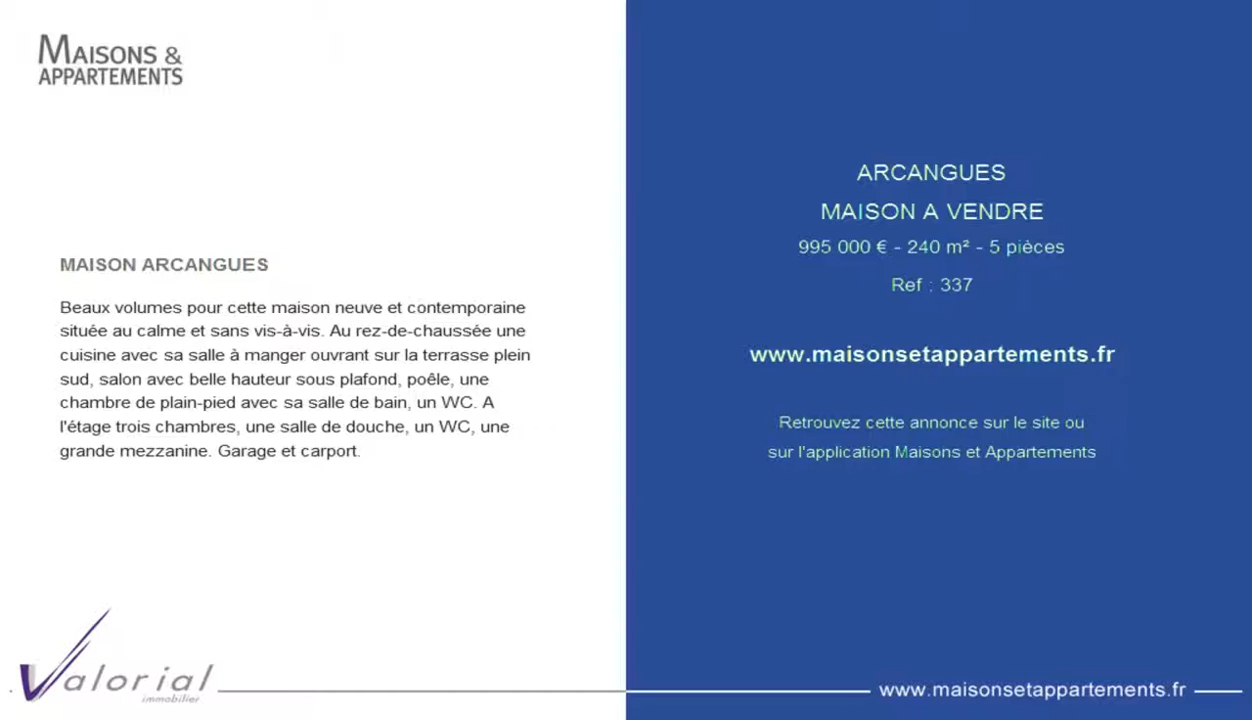 MAISONS &
APPARTEMENTS
MAISON ARCANGUES
Beaux volumes pour cette maison neuve et contemporaine
située au calme et sans vis-à-vis. Au rez-de-chaussée une
cuisine avec sa salle à manger ouvrant sur la terrasse plein
sud, salon avec belle hauteur sous plafond, poêle, une
chambre de plain-pied avec sa salle de bain, un WC. A
l'étage trois chambres, une salle de douche, un WC, une
grande mezzanine. Garage et carport.
Valorial
immobilier
ARCANGUES
MAISON A VENDRE
995 000 € - 240 m² - 5 pièces
Ref : 337
www.maisonsetappartements.fr
Retrouvez cette annonce sur le site ou
sur l'application Maisons et Appartements
www.maisonsetappartements.fr